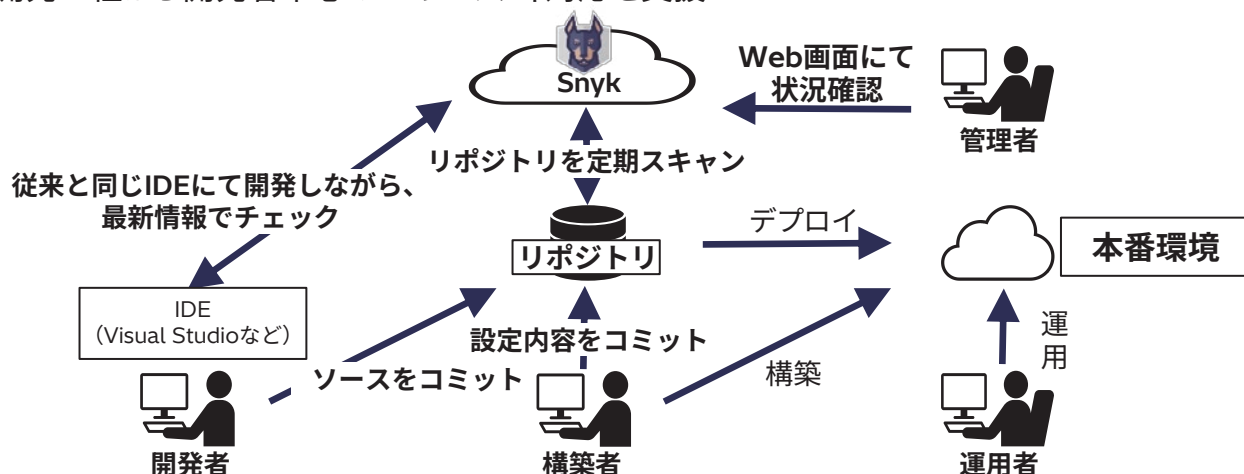 Snyk
Web画面にて
状況確認
管理者
リポジトリを定期スキャン
従来と同じIDEにて開発しながら、
最新情報でチェック
デプロイ
リポジトリ
本番環境
IDE
（Visual Studioなど）
設定内容をコミット
運
用
ソースをコミット
構築
開発者
構築者
運用者